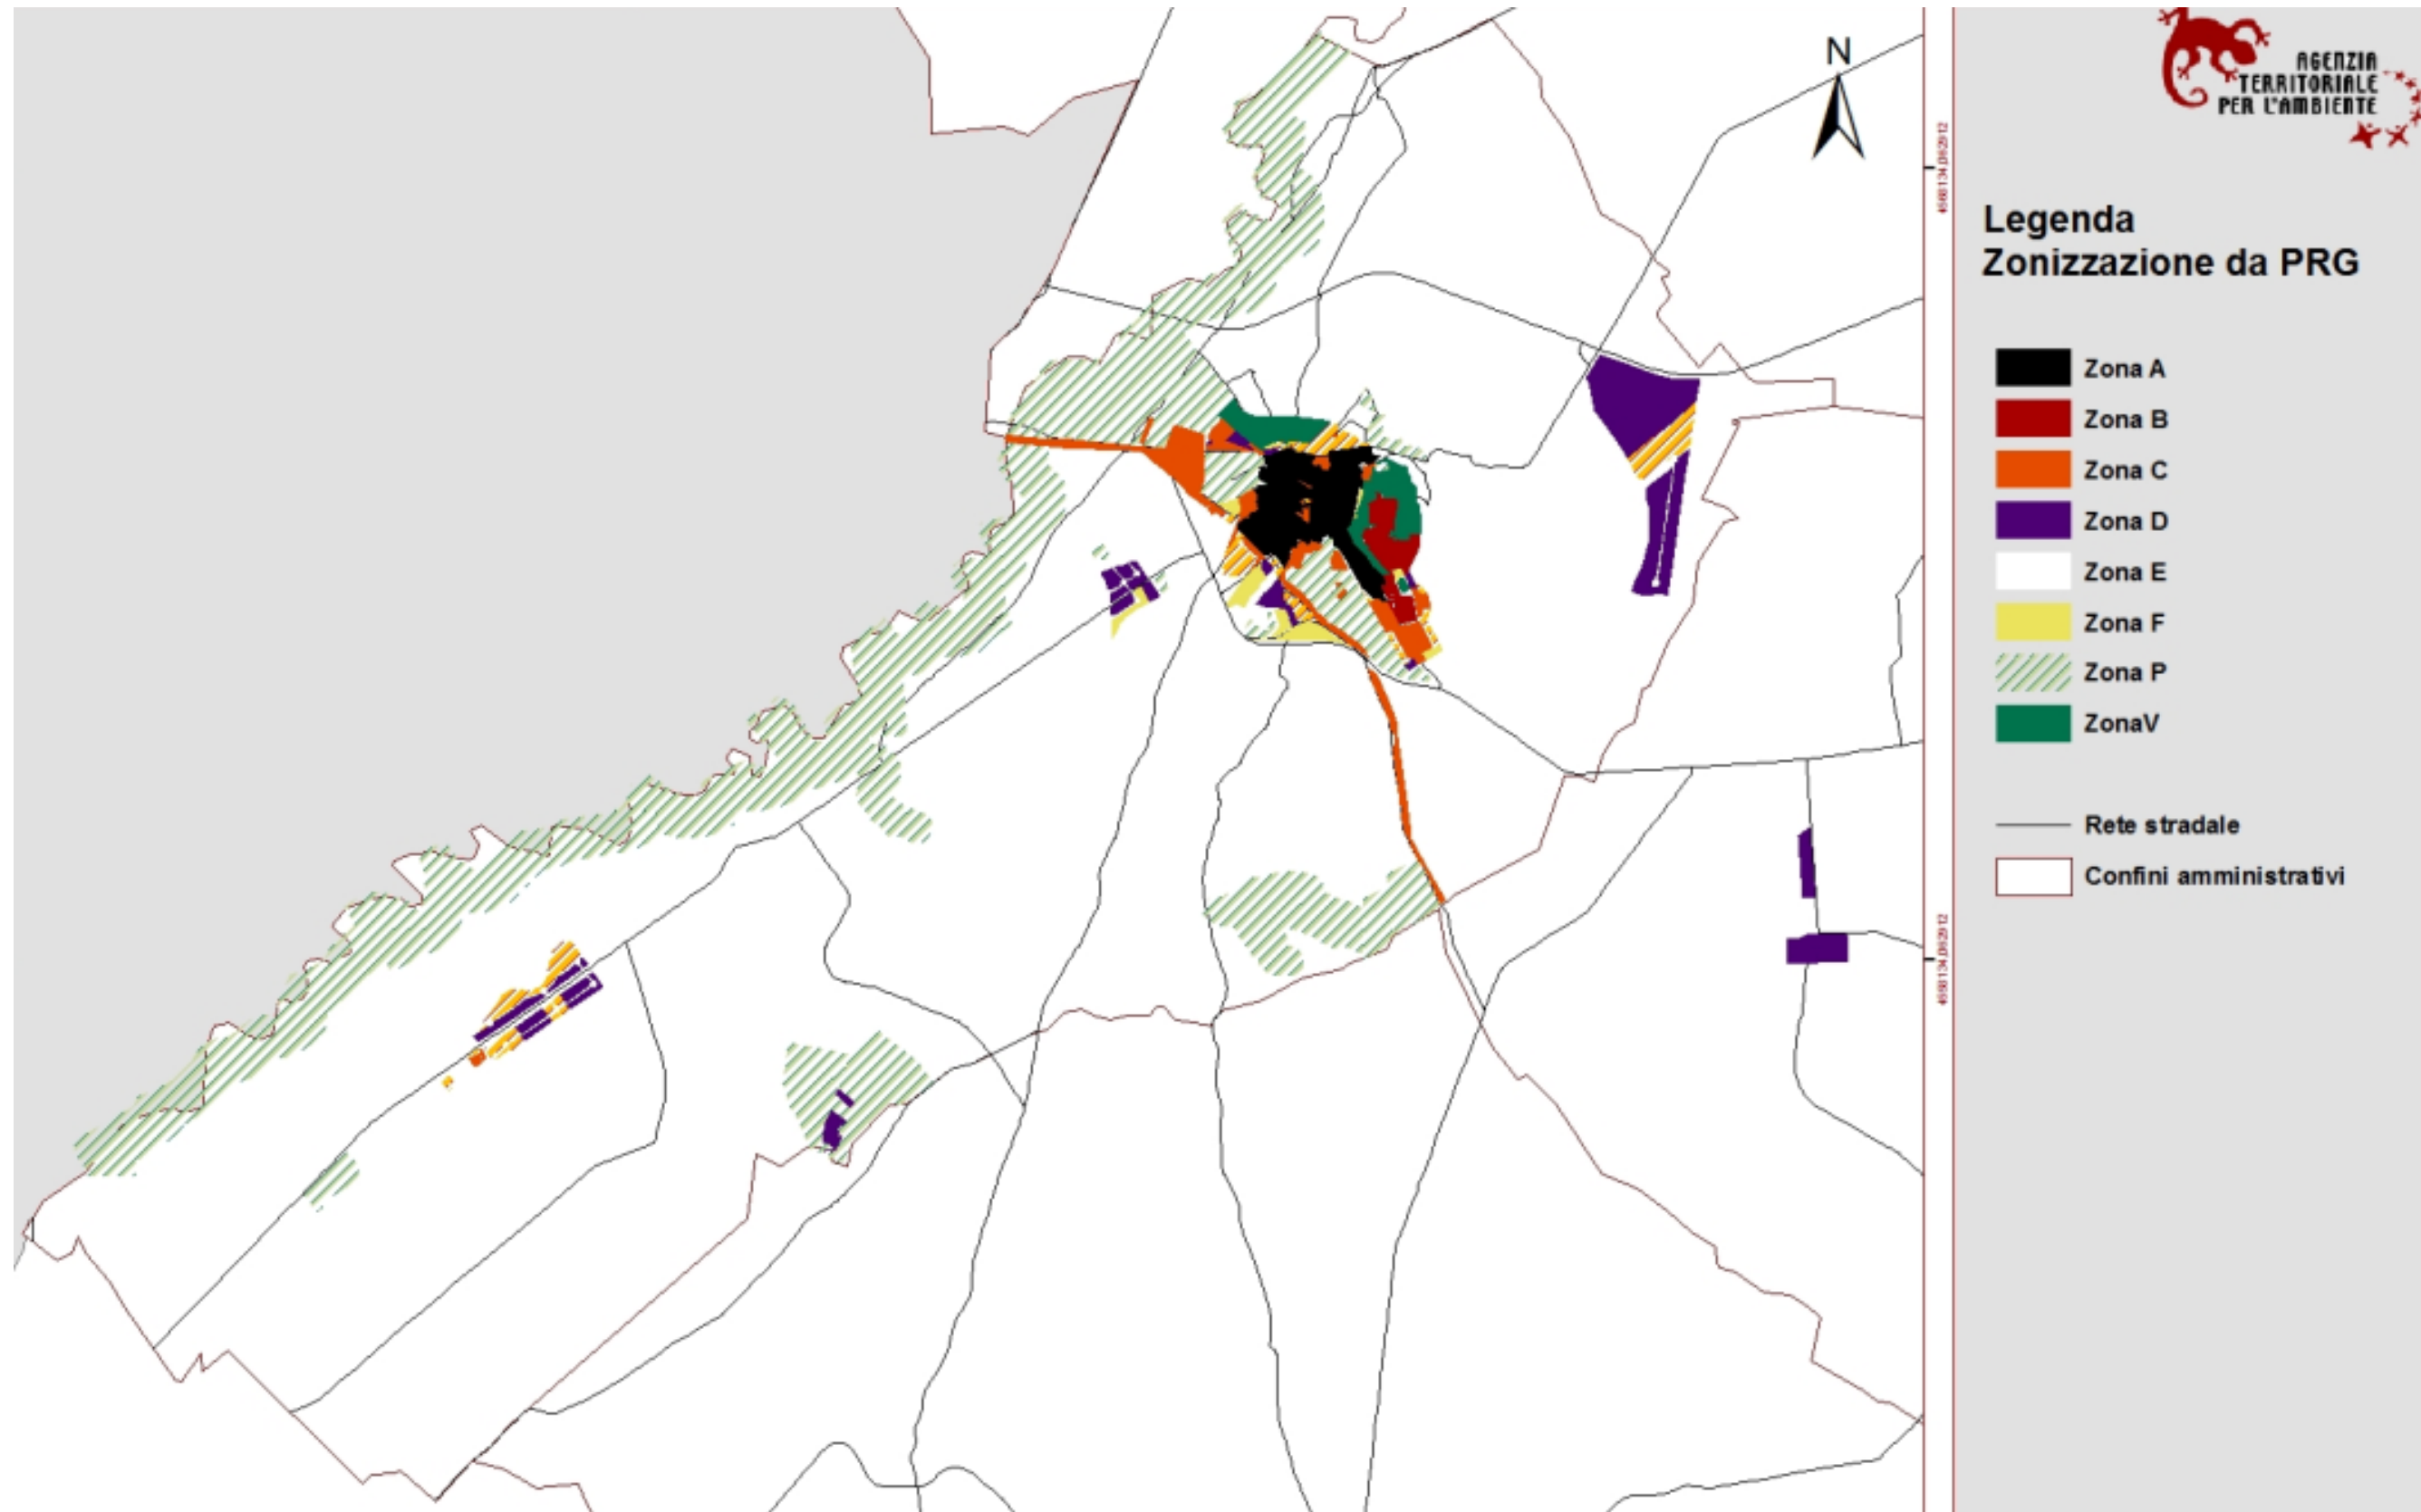 N
AGENZIA
TERRITORIALE
PER L'AMBIENTE
Legenda
Zonizzazione da PRG
Zona A
Zona B
Zona C
Zona D
Zona E
Zona F
Zona P
ZonaV
Rete stradale
Confini amministrativi